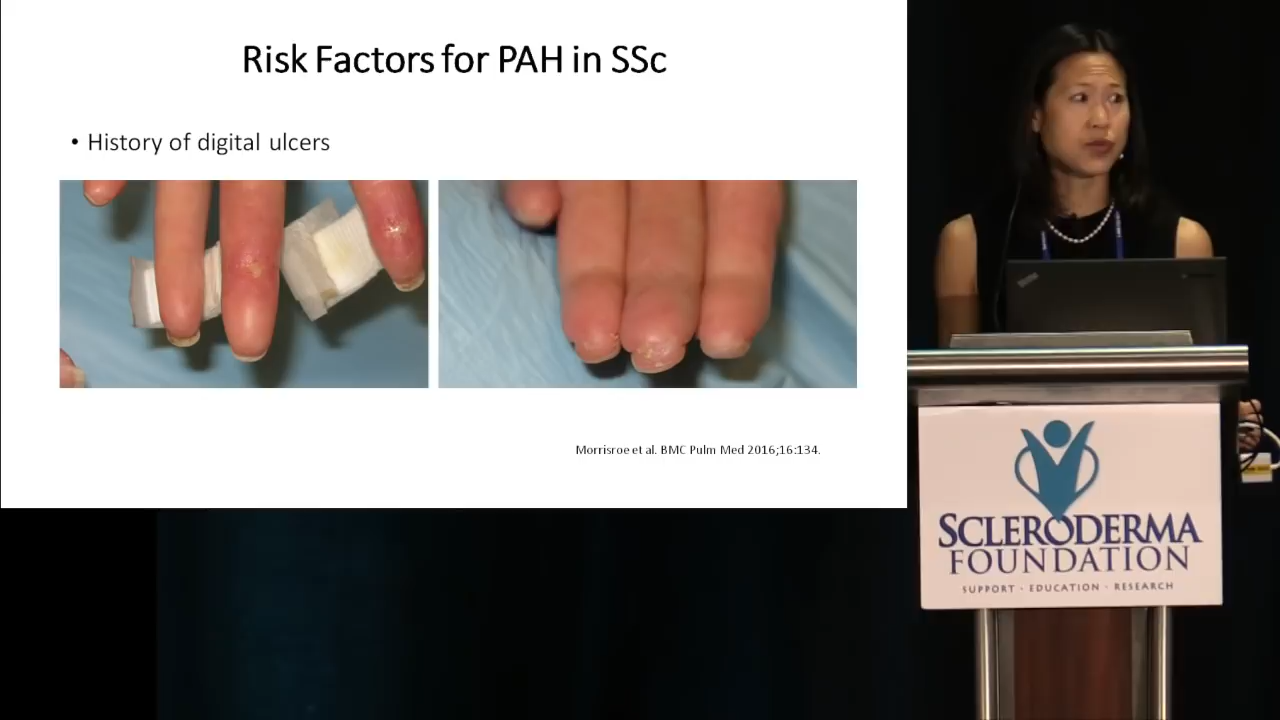 Risk Factors for PAH in SSc
• History of digital ulcers
Morrisroe et al. BMC Pulm Med 2016;16:134.
SCLERODERMA
FOUNDATION
SUPPORT · EDUCATION · RESEARCH